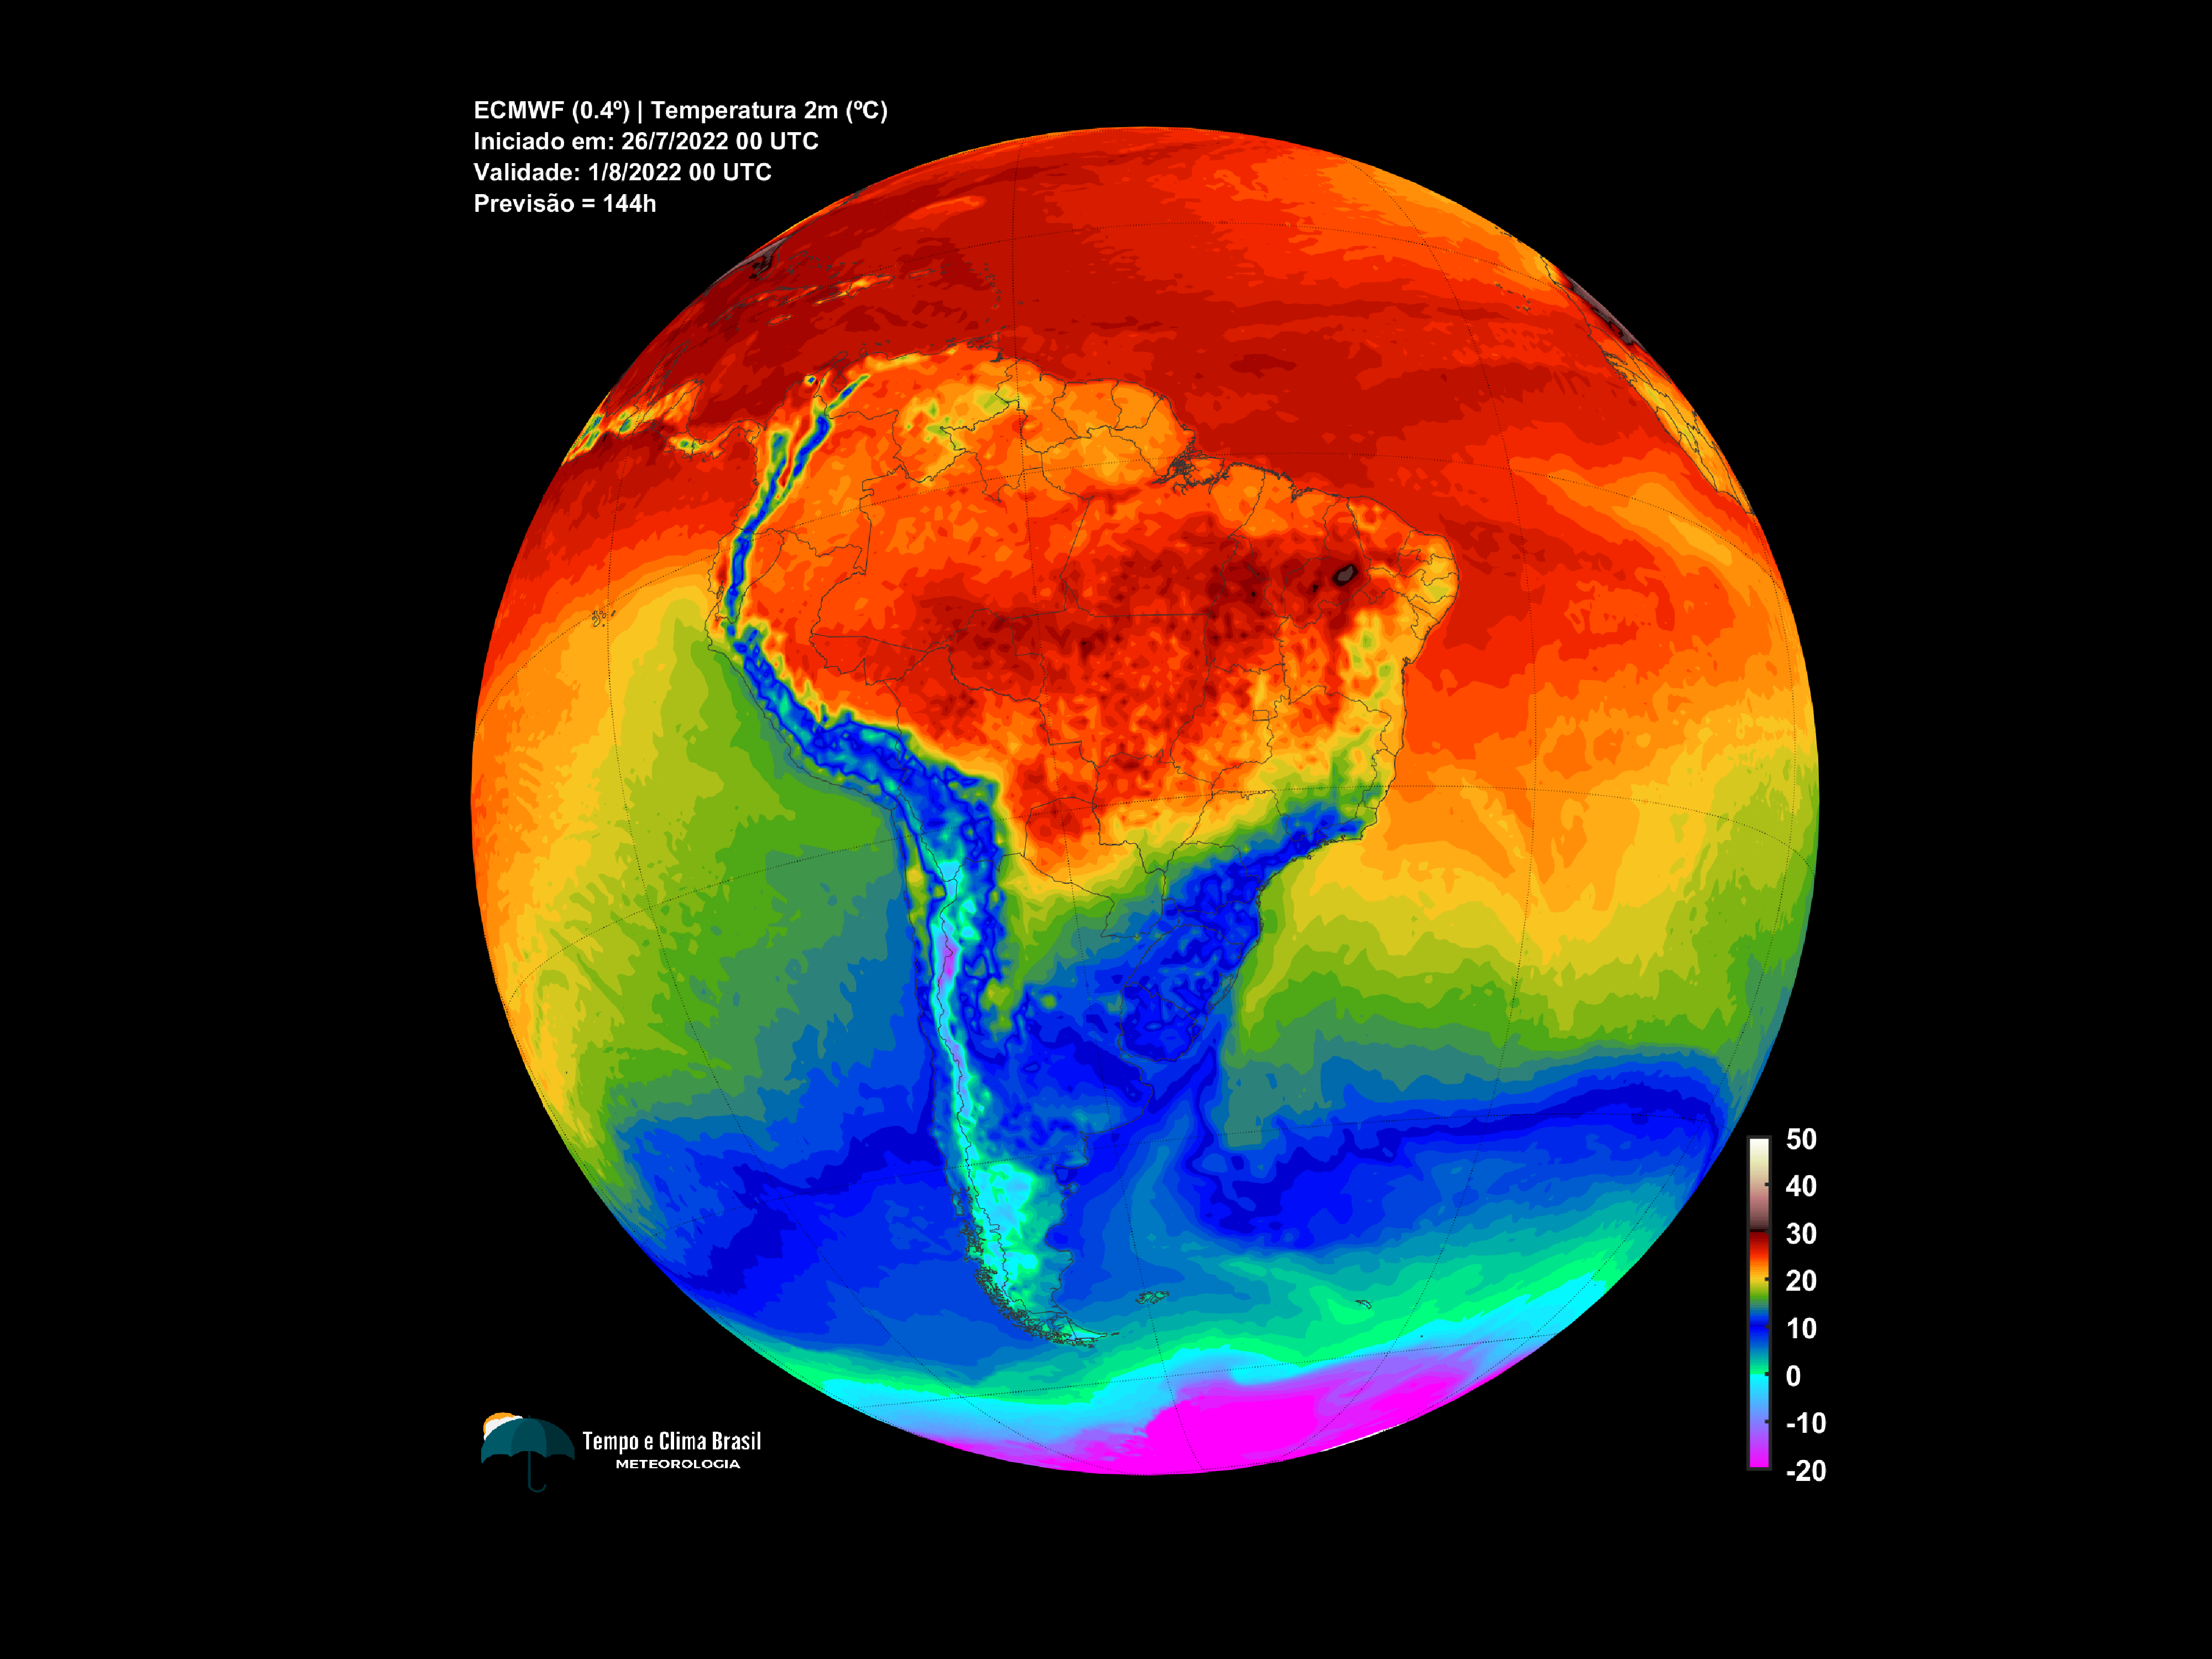 ECMWF (0.4º) | Temperatura 2m (ºC)
Iniciado em: 26/7/2022 00 UTC
Validade: 1/8/2022 00 UTC
Previsão = 144h
50
40
30
20
10
0
-10
-20
Tempo e Clima Brasil
METEOROLOGIA